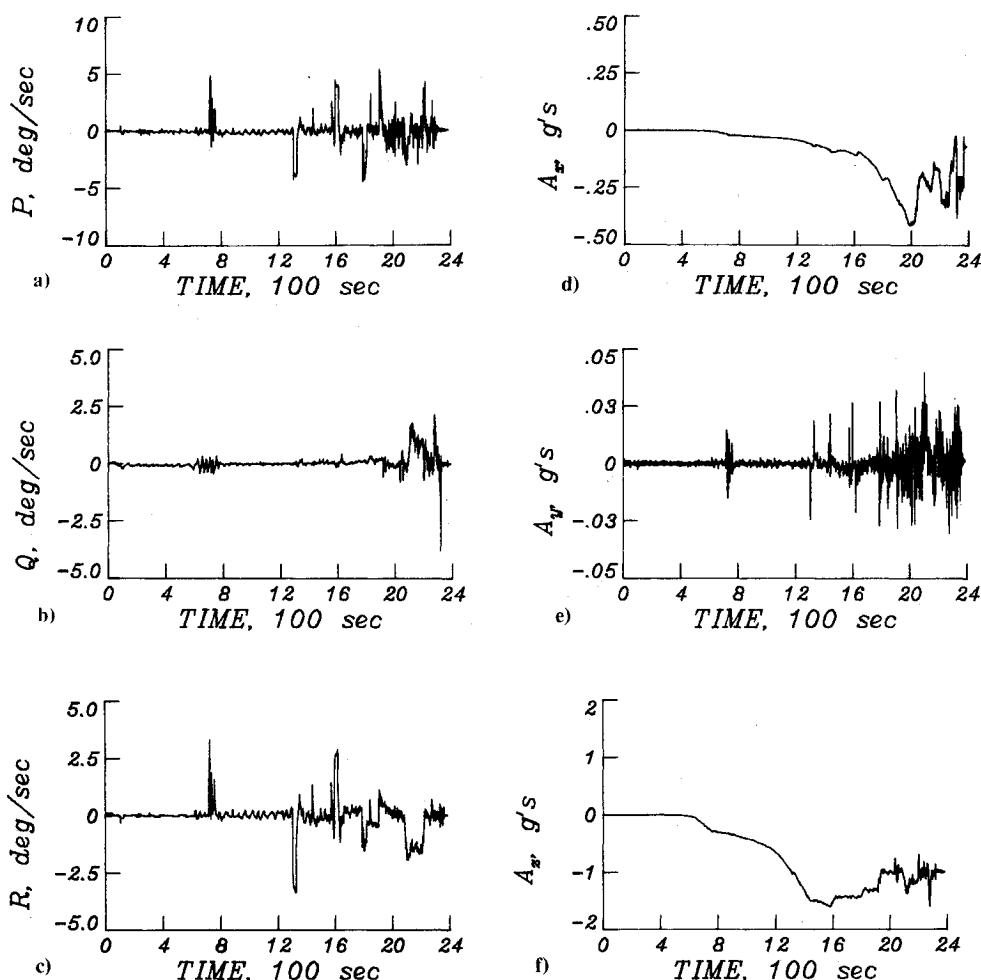 10
5
0
-5
-10
P, deg/sec
0 4 8 12 16 20 24
a)
TIME, 100 sec
.50
.25
0
-.25
-.50
Ax, g's
0 4 8 12 16 20 24
d)
TIME, 100 sec
5.0
2.5
0
-2.5
-5.0
Q, deg/sec
0 4 8 12 16 20 24
b)
TIME, 100 sec
.05
.03
0
-.03
-.05
Ay, g's
0 4 8 12 16 20 24
e)
TIME, 100 sec
5.0
2.5
0
-2.5
-5.0
R, deg/sec
0 4 8 12 16 20 24
c)
TIME, 100 sec
2
1
0
-1
-2
Az, g's
0 4 8 12 16 20 24
f)
TIME, 100 sec